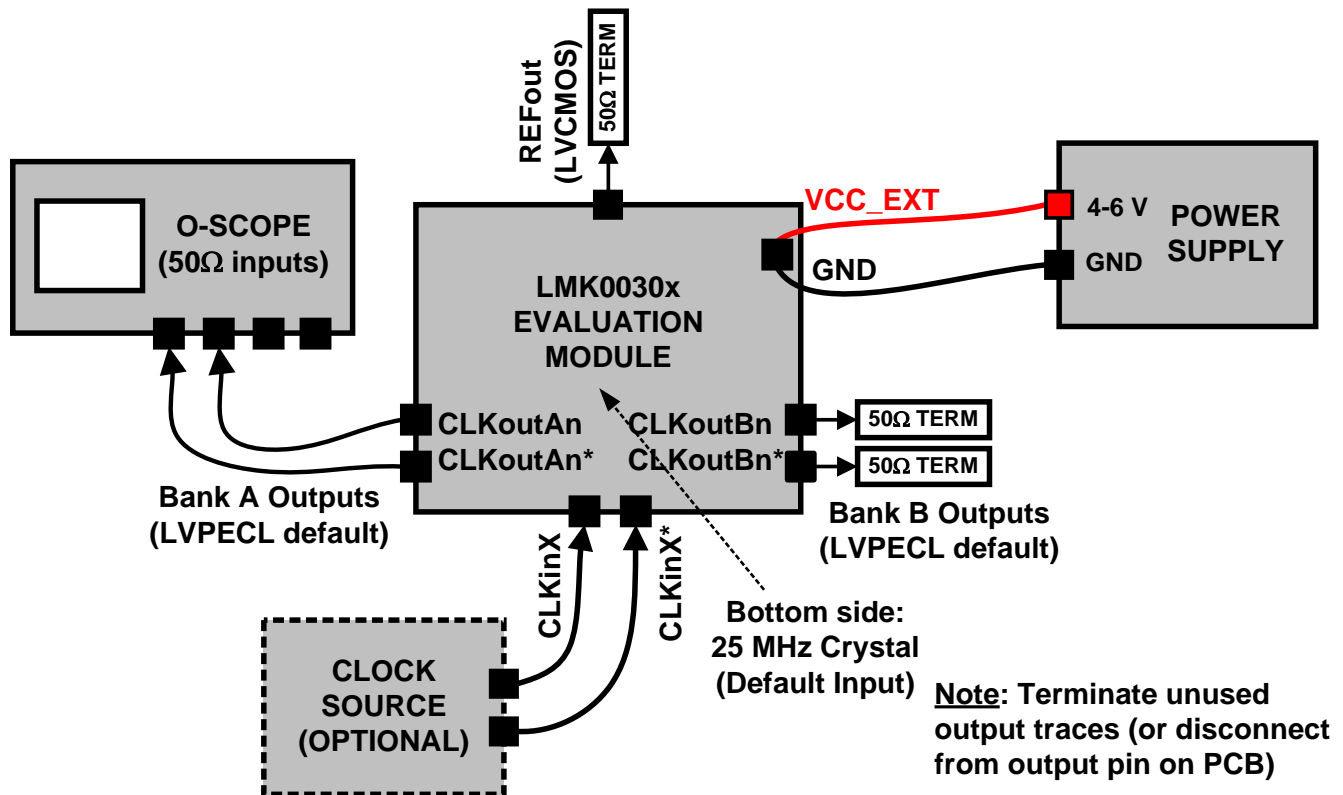 REFout
(LVCMOS)
50Ω TERM
O-SCOPE
(50Ω inputs)
VCC_EXT
GND
4-6 V
GND
POWER
SUPPLY
LMK0030x
EVALUATION
MODULE
CLKoutAn
CLKoutAn*
CLKoutBn
CLKoutBn*
50Ω TERM
50Ω TERM
Bank A Outputs
(LVPECL default)
Bank B Outputs
(LVPECL default)
CLKinX
CLKinX*
Bottom side:
25 MHz Crystal
(Default Input)
CLOCK
SOURCE
(OPTIONAL)
Note: Terminate unused
output traces (or disconnect
from output pin on PCB)